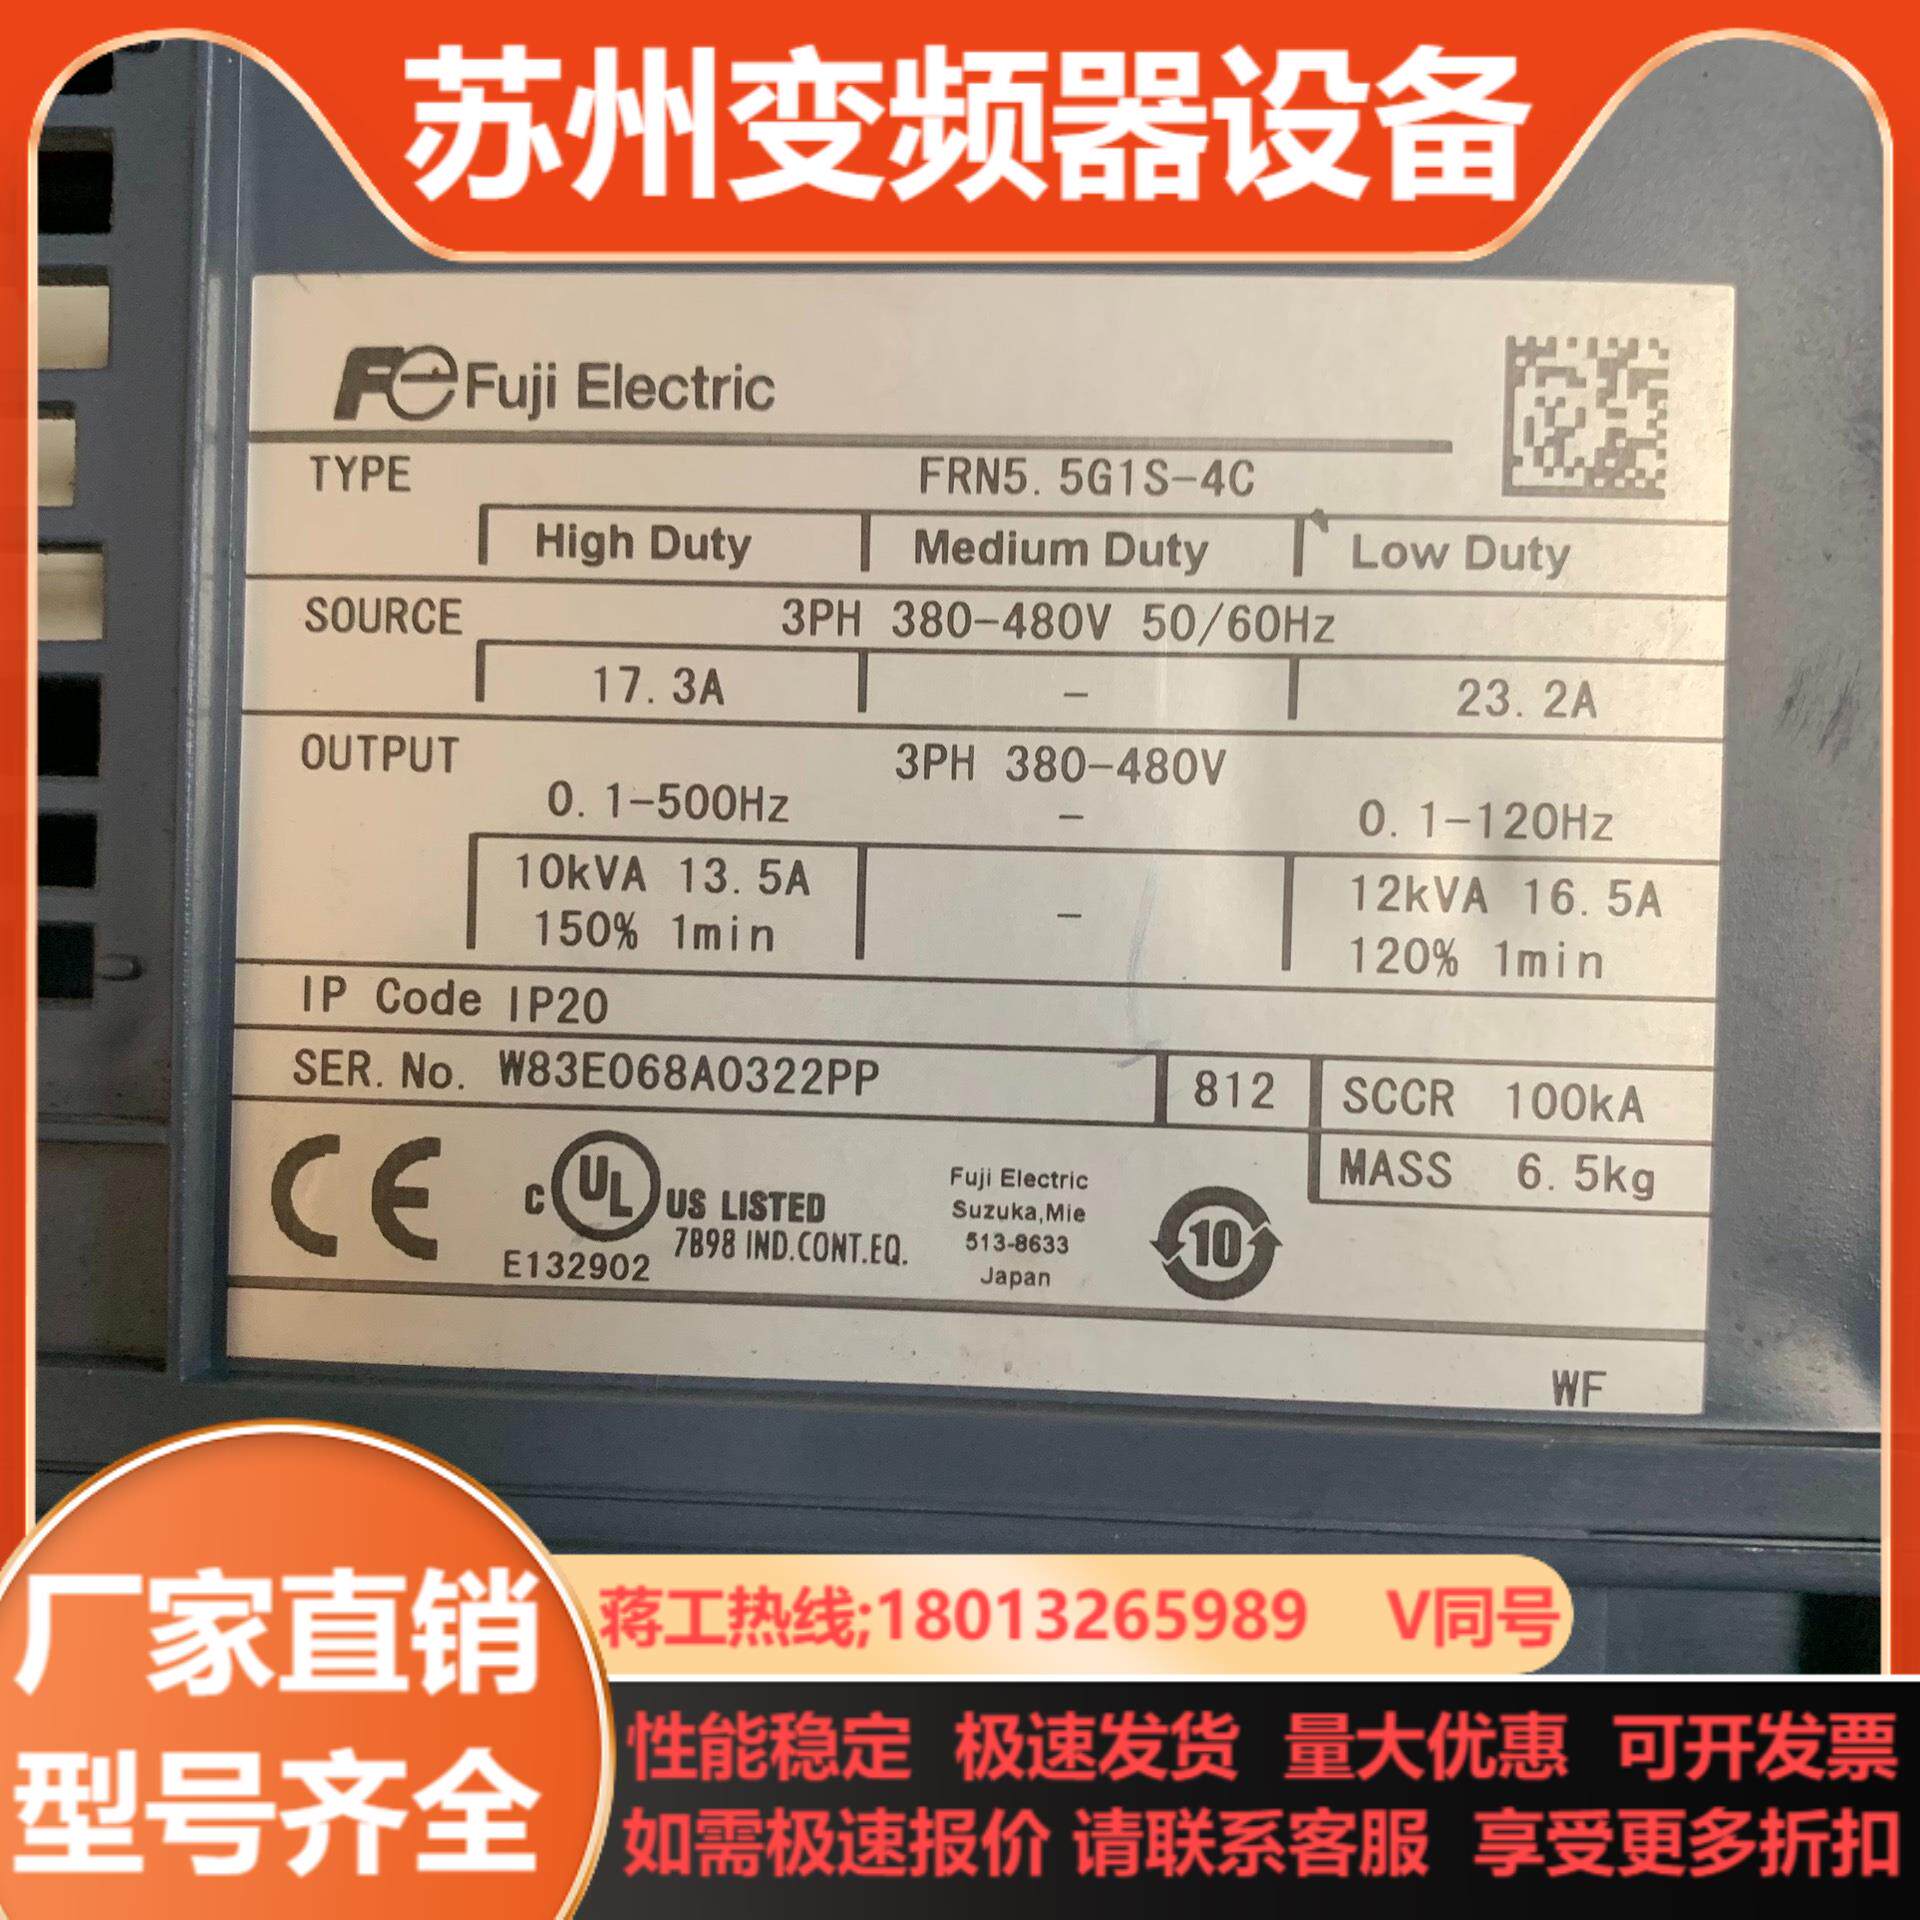 苏州变频器设备
Fe Fuji Electric
TYPE FRN5.5G1S-4C
High Duty Medium Duty Low Duty
SOURCE 3PH 380-480V 50/60Hz
17.3A - 23.2A
OUTPUT 3PH 380-480V
0.1-500Hz - 0.1-120Hz
10kVA 13.5A - 12kVA 16.5A
150% 1min 120% 1min
IP Code IP20
SER. No. W83E068A0322PP 812 SCCR 100kA
MASS 6.5kg
CE
C UL US LISTED
7B98 IND.CONT.EQ.
E132902
Fuji Electric
Suzuka,Mie
513-8633
Japan
10
WF
厂家直销
型号齐全
蒋工热线;18013265989 V同号
性能稳定 极速发货 量大优惠 可开发票
如需极速报价 请联系客服 享受更多折扣